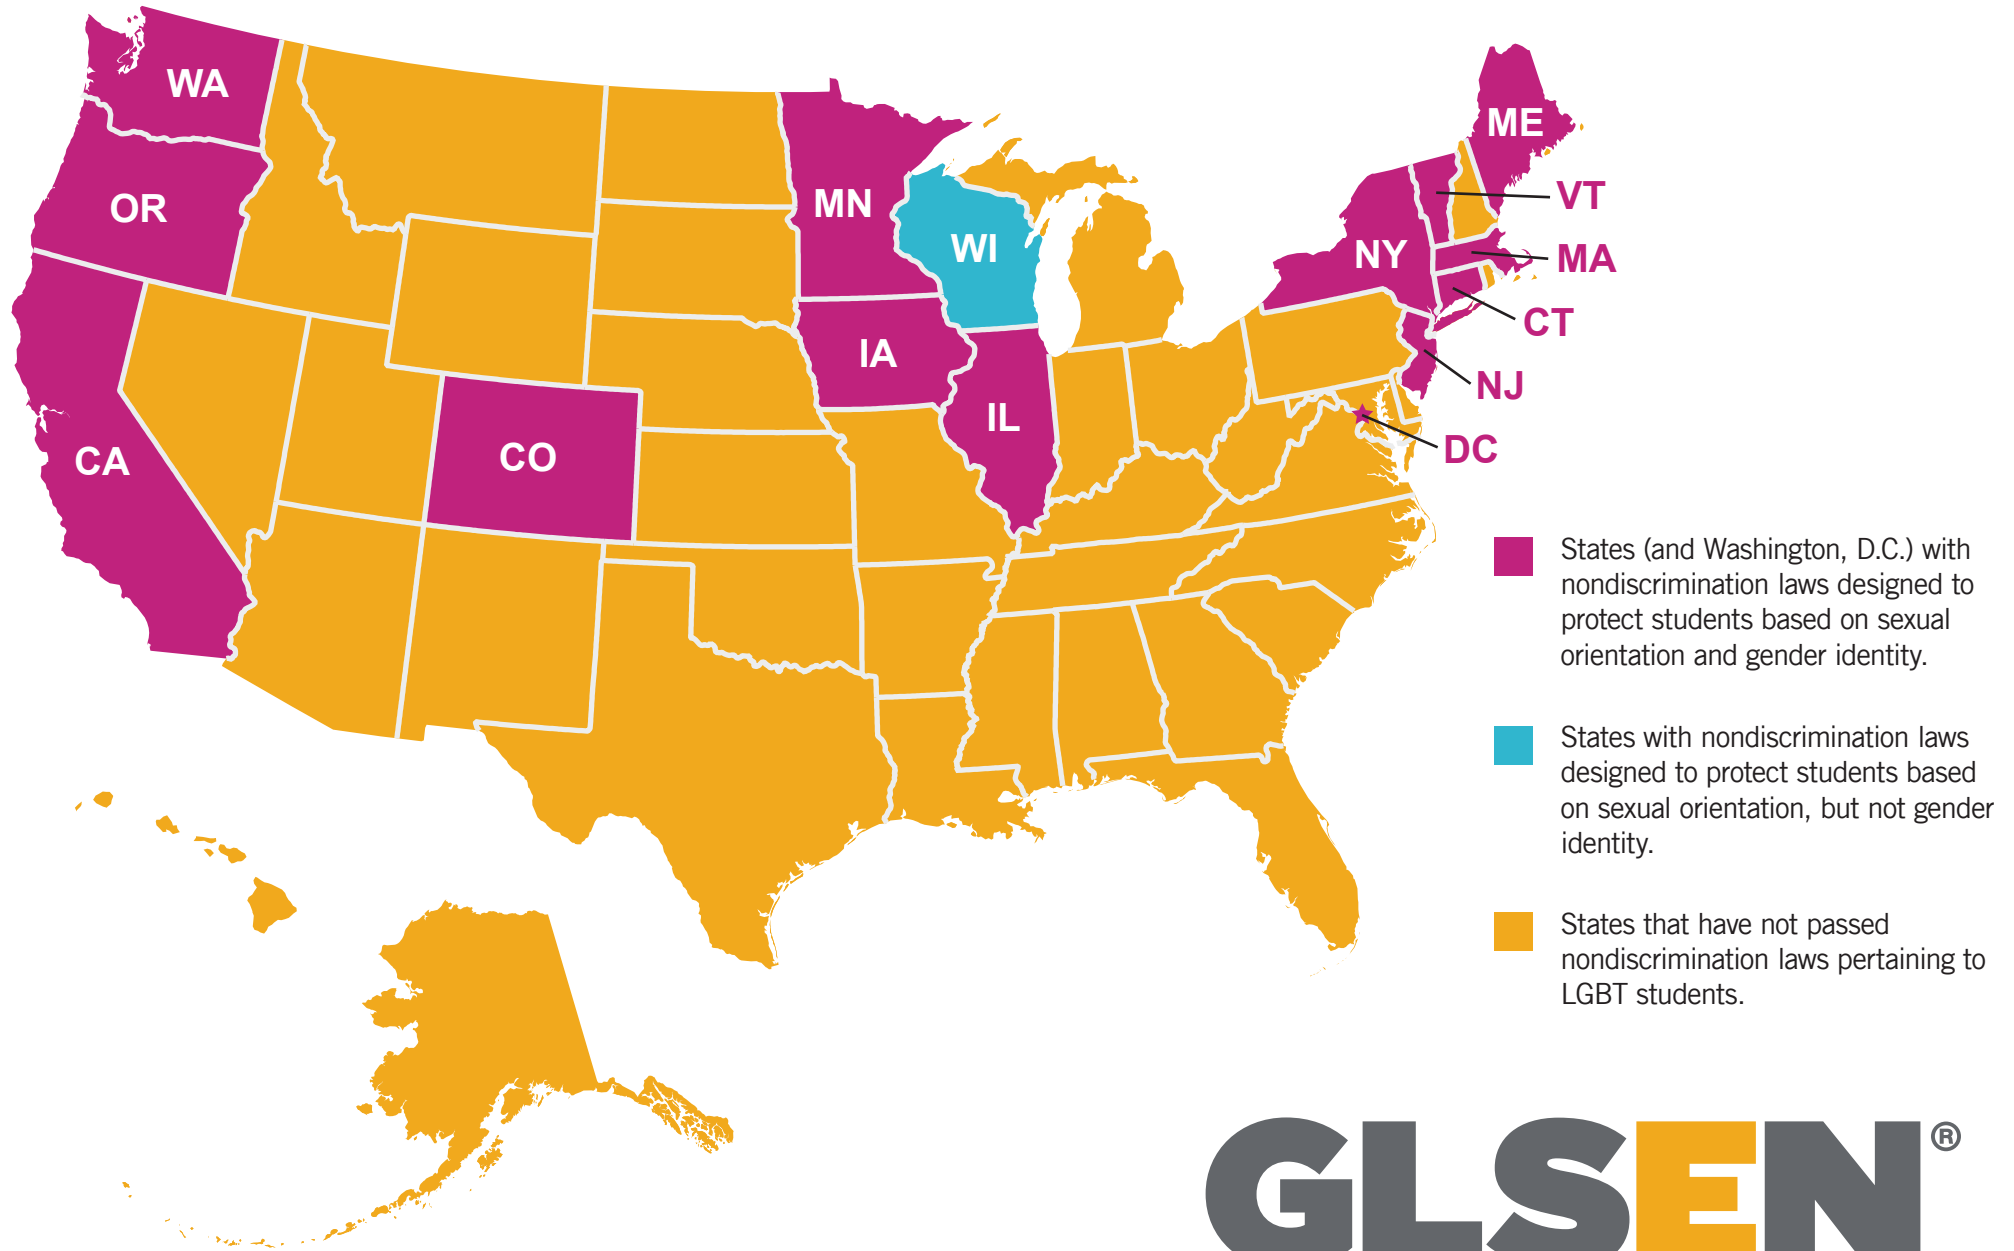 WA
OR
CA
CO
MN
IA
WI
IL
ME
VT
NY
MA
CT
NJ
DC
States (and Washington, D.C.) with
nondiscrimination laws designed to
protect students based on sexual
orientation and gender identity.
States with nondiscrimination laws
designed to protect students based
on sexual orientation, but not gender
identity.
States that have not passed
nondiscrimination laws pertaining to
LGBT students.
GLSEN®